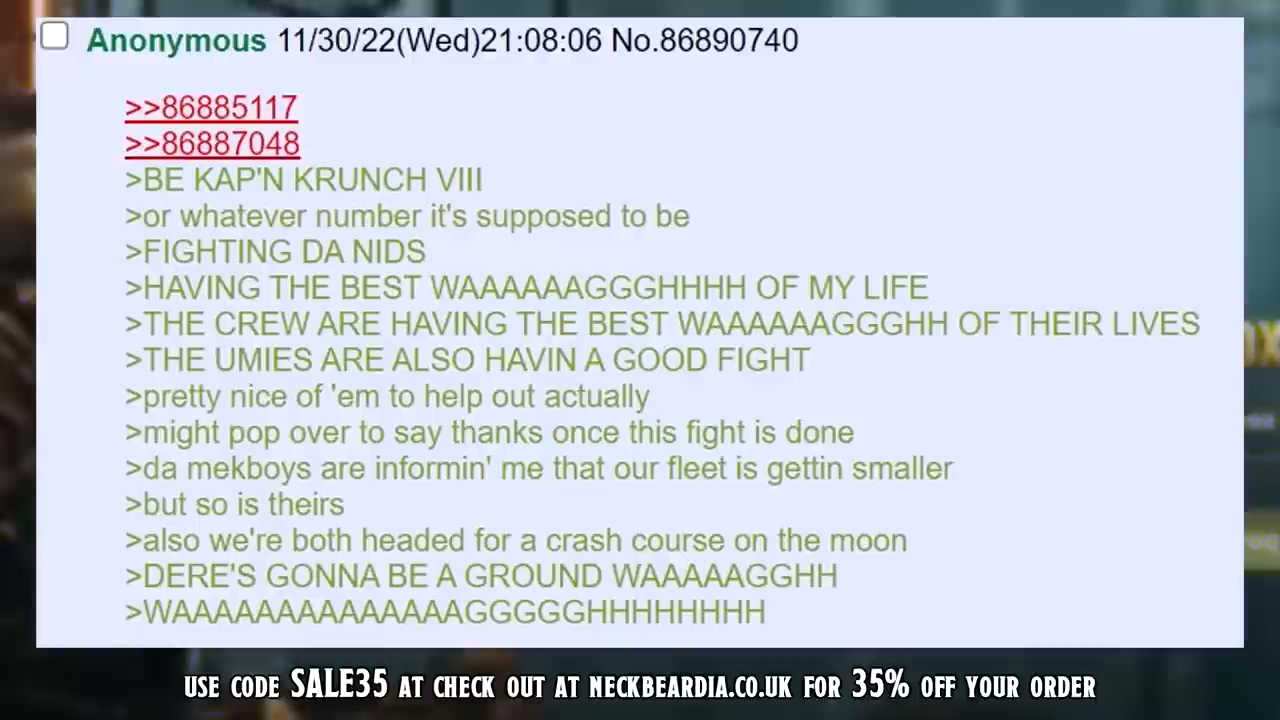 Anonymous 11/30/22(Wed)21:08:06 No.86890740
>>86885117
>>86887048
>BE KAP'N KRUNCH VIII
>or whatever number it's supposed to be
>FIGHTING DA NIDS
>HAVING THE BEST WAAAAAAGGGHHHH OF MY LIFE
>THE CREW ARE HAVING THE BEST WAAAAAAGGGHH OF THEIR LIVES
>THE UMIES ARE ALSO HAVIN A GOOD FIGHT
>pretty nice of 'em to help out actually
>might pop over to say thanks once this fight is done
>da mekboys are informin' me that our fleet is gettin smaller
>but so is theirs
>also we're both headed for a crash course on the moon
>DERE'S GONNA BE A GROUND WAAAAAGGHH
>WAAAAAAAAAAAAAAGGGGGHHHHHHHH
USE CODE SALE35 AT CHECK OUT AT NECKBEARDIA.CO.UK FOR 35% OFF YOUR ORDER